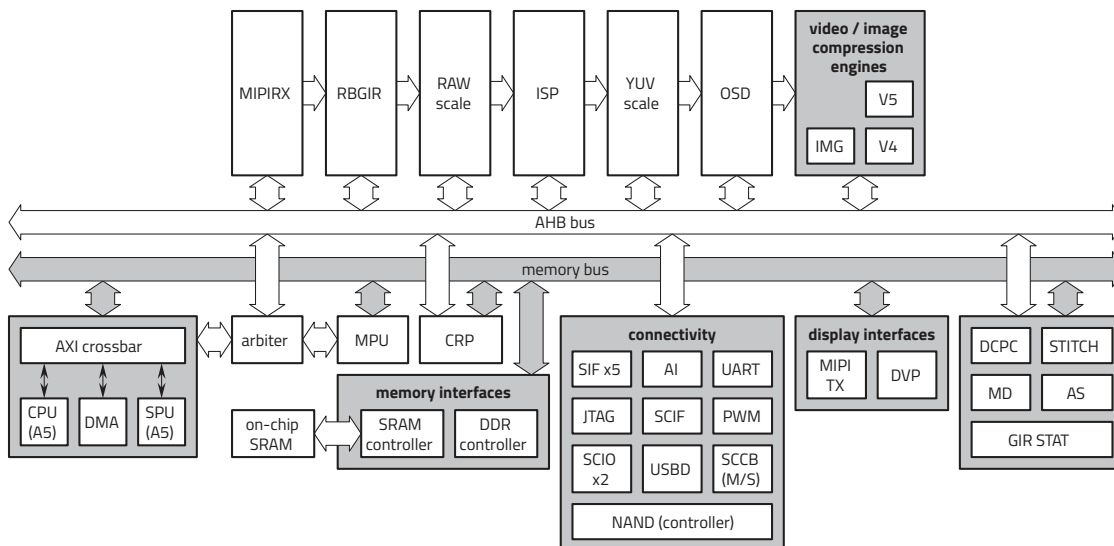 video / image
compression
engines
MIPIRX
RBGIR
RAW
scale
ISP
YUV
scale
OSD
V5
IMG
V4
AHB bus
memory bus
AXI crossbar
CPU
(A5)
DMA
SPU
(A5)
arbiter
MPU
CRP
memory interfaces
on-chip
SRAM
SRAM
controller
DDR
controller
connectivity
SIF x5
AI
UART
JTAG
SCIF
PWM
SCIO
x2
USBD
SCCB
(M/S)
NAND (controller)
display interfaces
MIPI
TX
DVP
DCPC
STITCH
MD
AS
GIR STAT